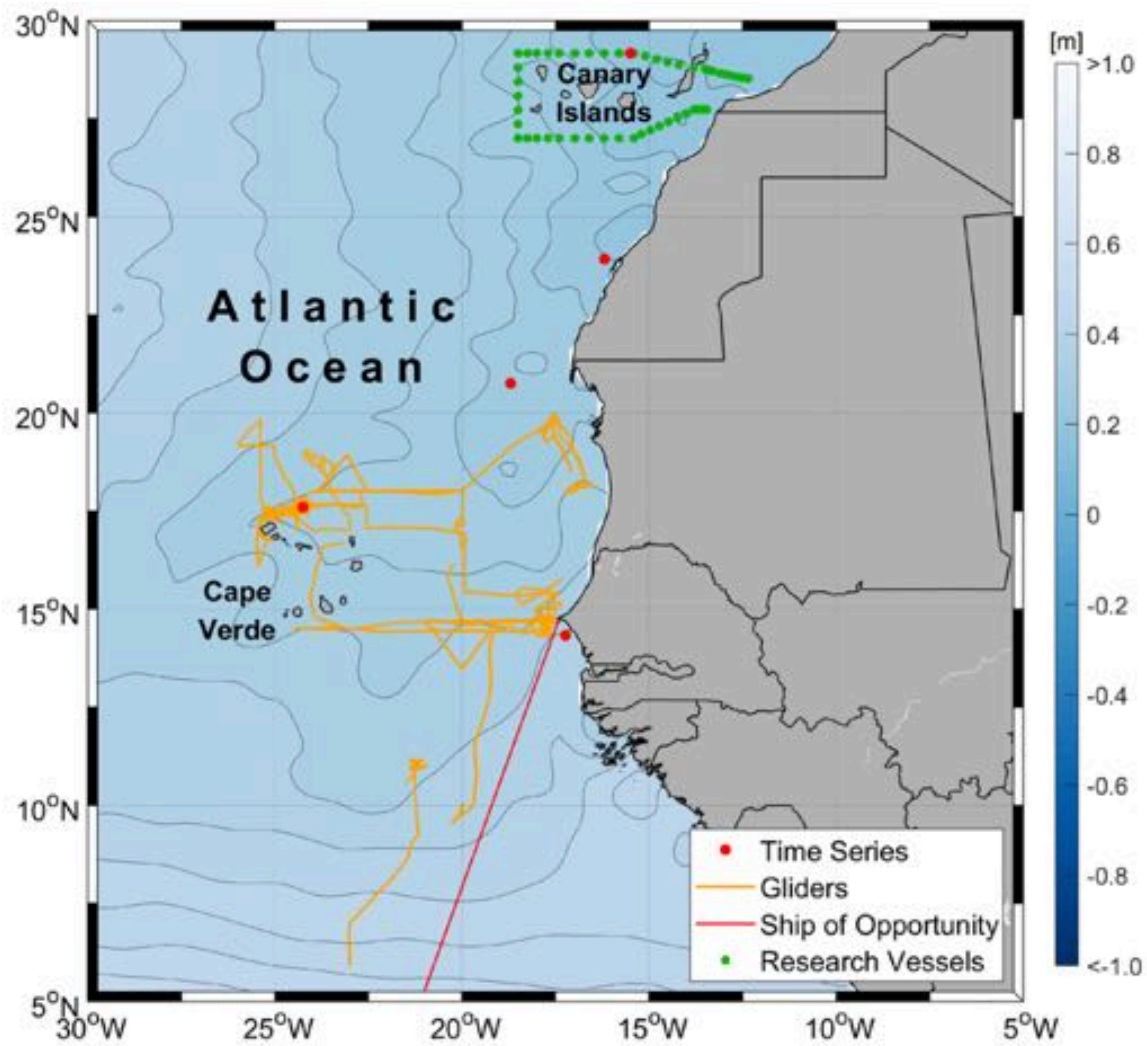 30°N
[m]
>1.0
Canary
Islands
0.8
25°N
0.6
Atlantic
Ocean
0.4
20°N
0.2
0
Cape
Verde
15°N
-0.2
-0.4
10°N
-0.6
Time Series
Gliders
Ship of Opportunity
Research Vessels
-0.8
<-1.0
5°N
30°W
25°W
20°W
15°W
10°W
5°W